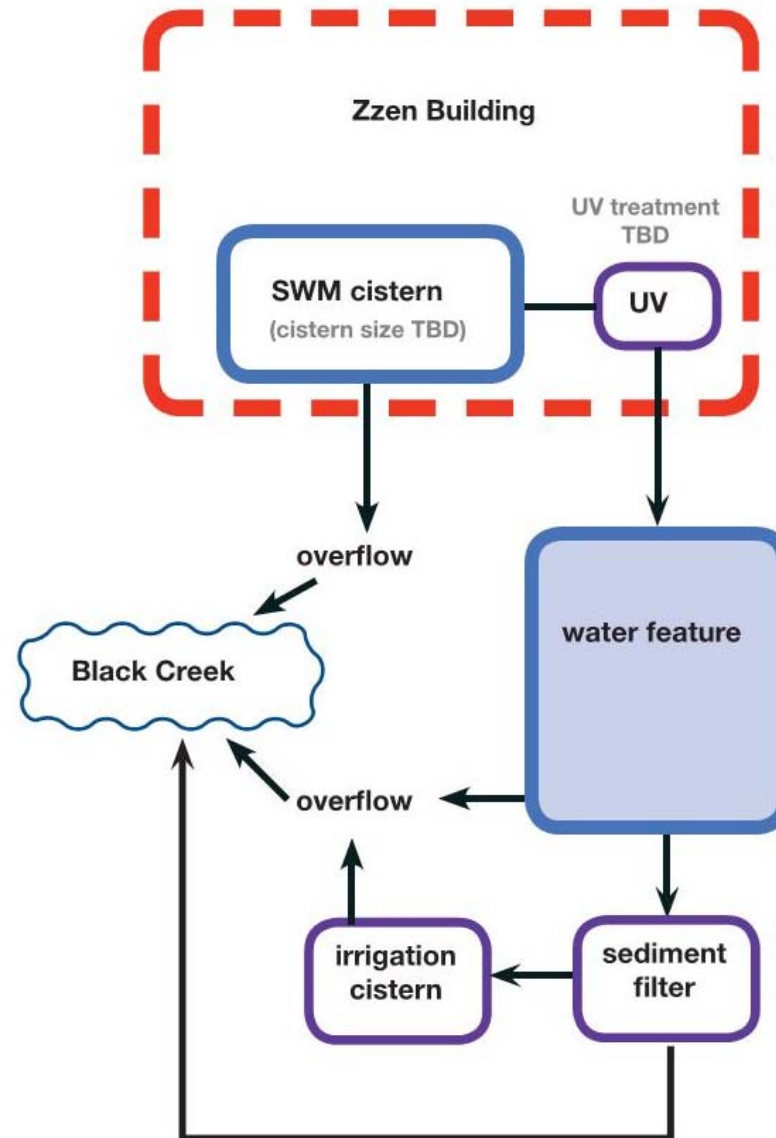 Zzen Building
UV treatment
TBD
SWM cistern
(cistern size TBD)
UV
overflow
water feature
Black Creek
overflow
irrigation
cistern
sediment
filter